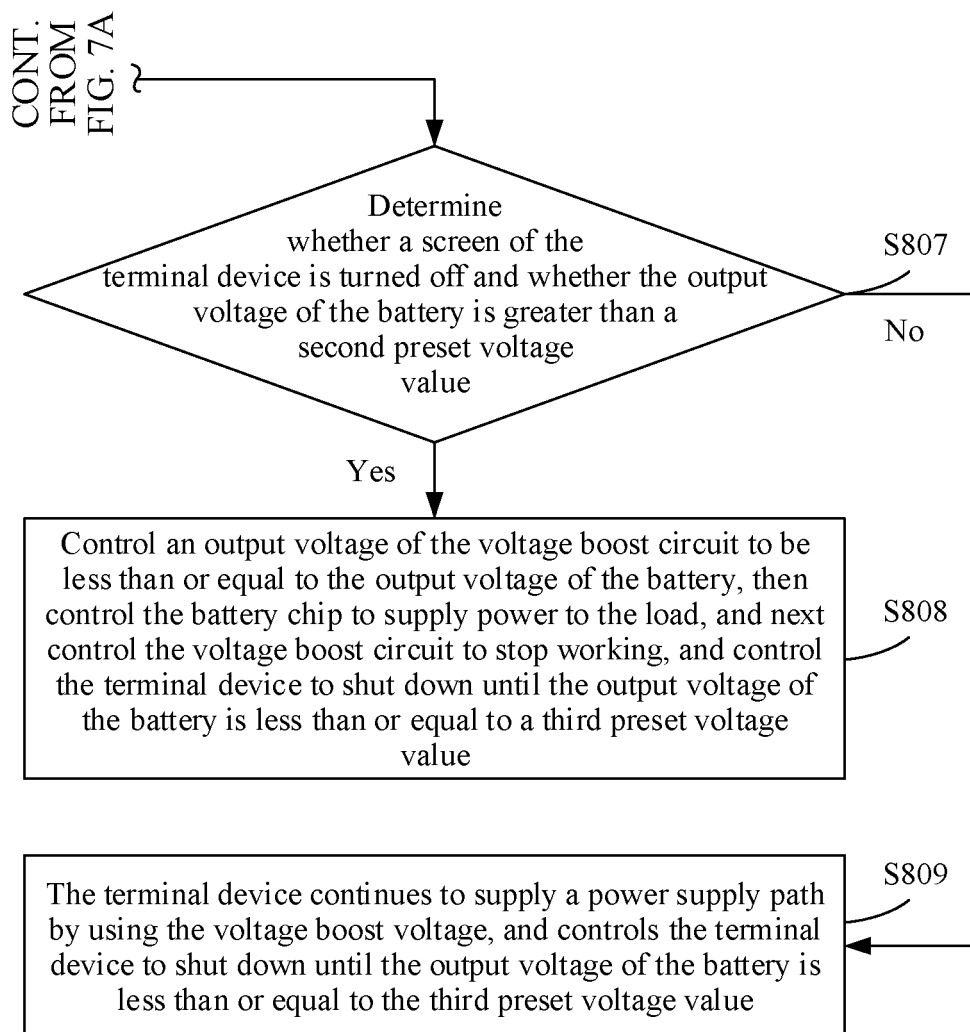 CONT.
FROM
FIG. 7A
Determine
whether a screen of the
terminal device is turned off and whether the output
voltage of the battery is greater than a
second preset voltage
value
S807
No
Yes
Control an output voltage of the voltage boost circuit to be
less than or equal to the output voltage of the battery, then
control the battery chip to supply power to the load, and next
control the voltage boost circuit to stop working, and control
the terminal device to shut down until the output voltage of
the battery is less than or equal to a third preset voltage
value
S808
The terminal device continues to supply a power supply path
by using the voltage boost voltage, and controls the terminal
device to shut down until the output voltage of the battery is
less than or equal to the third preset voltage value
S809